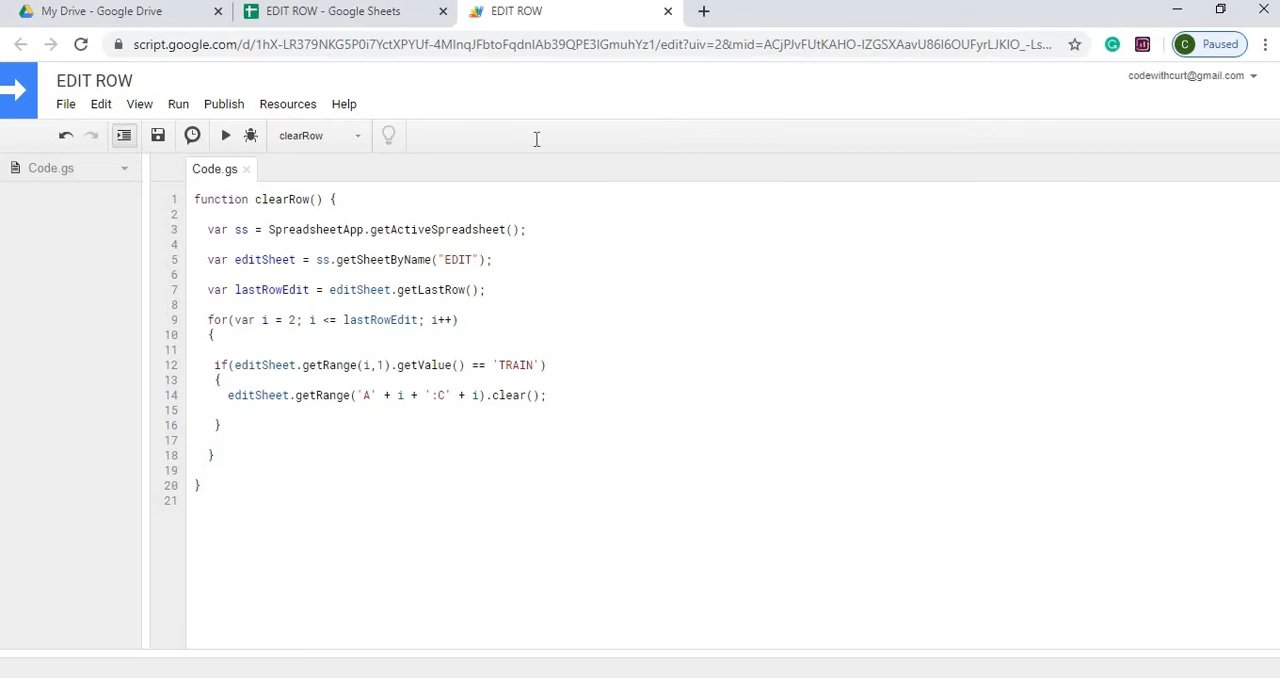 My Drive - Google Drive × EDIT ROW - Google Sheets × EDIT ROW × +
script.google.com/d/1hX-LR379NKG5P0i7YctXPYUf-4MInqJFbtoFqdnIAb39QPE3IGmuhYz1/edit?uiv=2&mid=ACjPJvFUtKAHO-IZGSXAavU86I6OUFyrLJKIO_-Ls... C Paused
EDIT ROW codewithcurt@gmail.com
File Edit View Run Publish Resources Help
clearRow
Code.gs Code.gs ×
1 function clearRow() {
2
3 var ss = SpreadsheetApp.getActiveSpreadsheet();
4
5 var editSheet = ss.getSheetByName("EDIT");
6
7 var lastRowEdit = editSheet.getLastRow();
8
9 for(var i = 2; i <= lastRowEdit; i++)
10 {
11
12 if(editSheet.getRange(i,1).getValue() == 'TRAIN')
13 {
14 editSheet.getRange('A' + i + ':C' + i).clear();
15
16 }
17
18 }
19
20 }
21